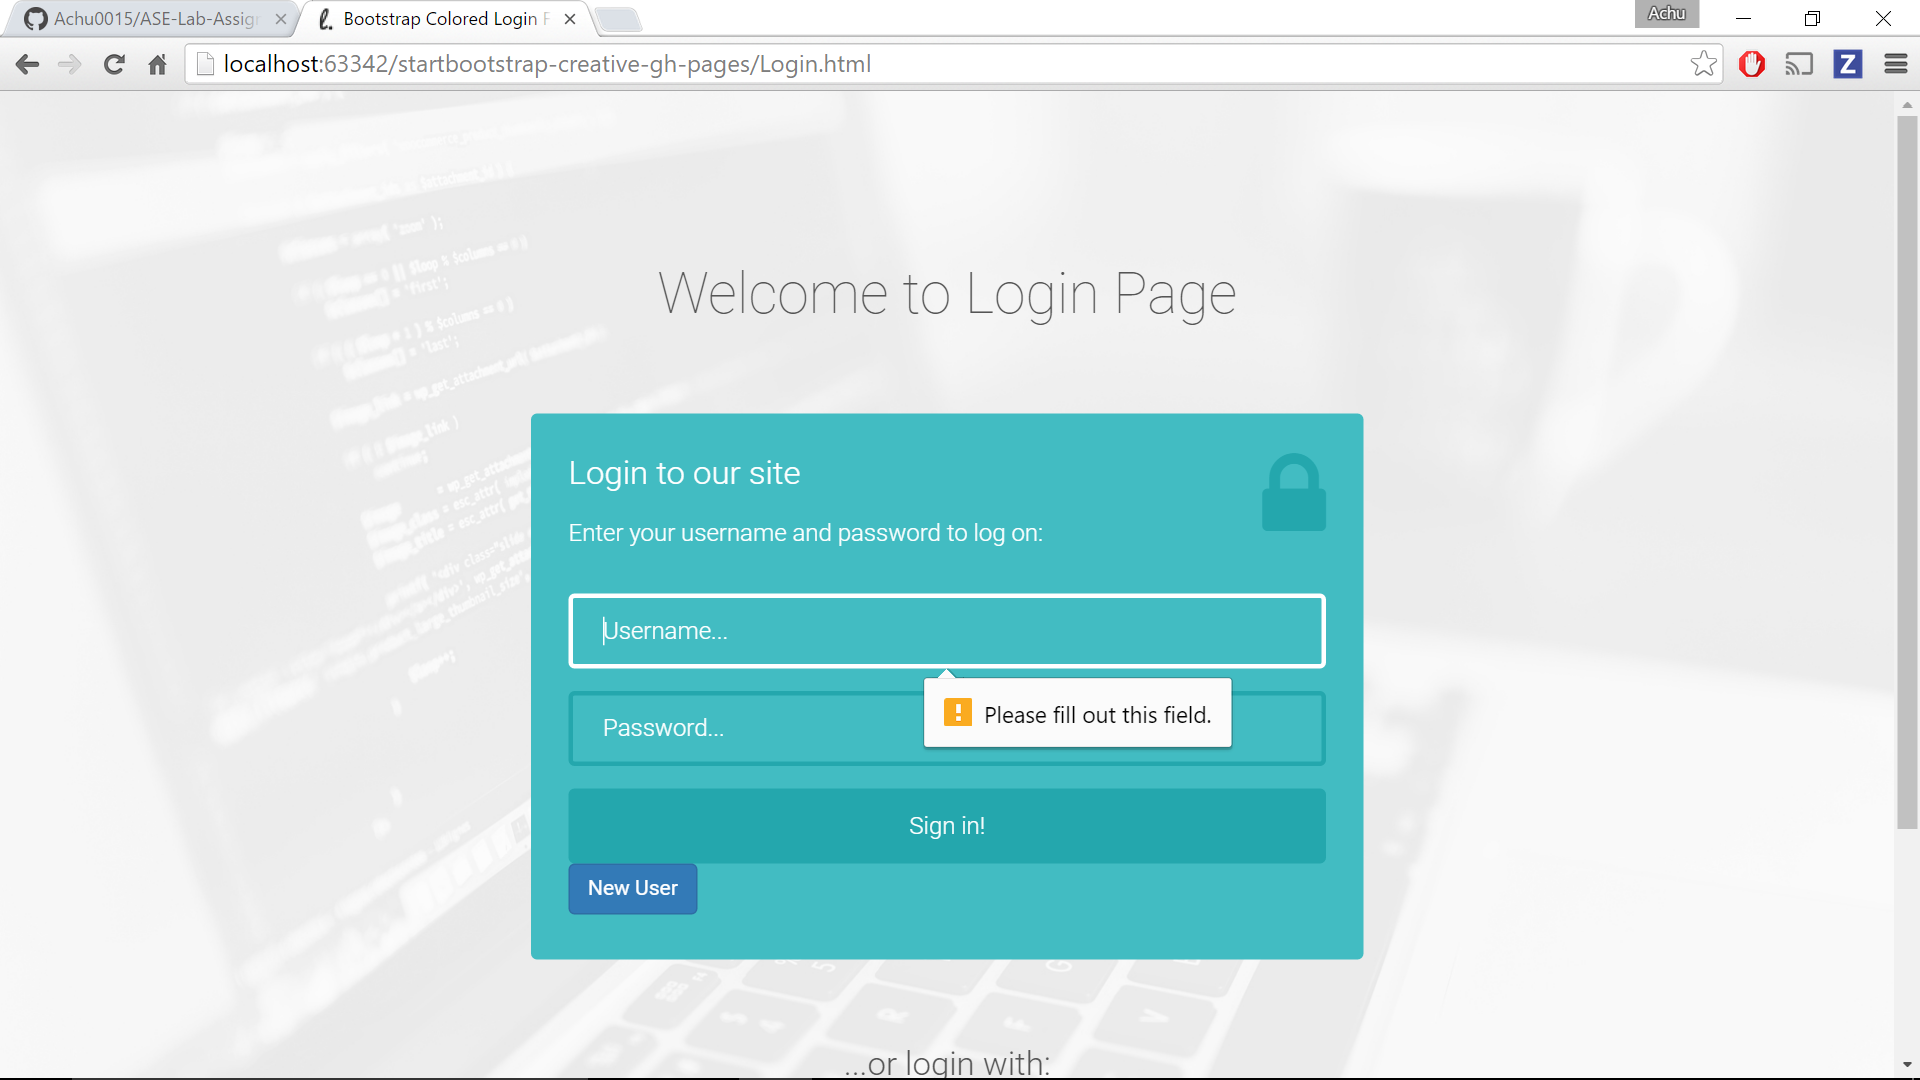 Achu0015/ASE-Lab-Assign
Bootstrap Colored Login F
Achu
localhost:63342/startbootstrap-creative-gh-pages/Login.html
Z
Welcome to Login Page
Login to our site
Enter your username and password to log on:
Username...
Please fill out this field.
Password...
Sign in!
New User
...or login with: